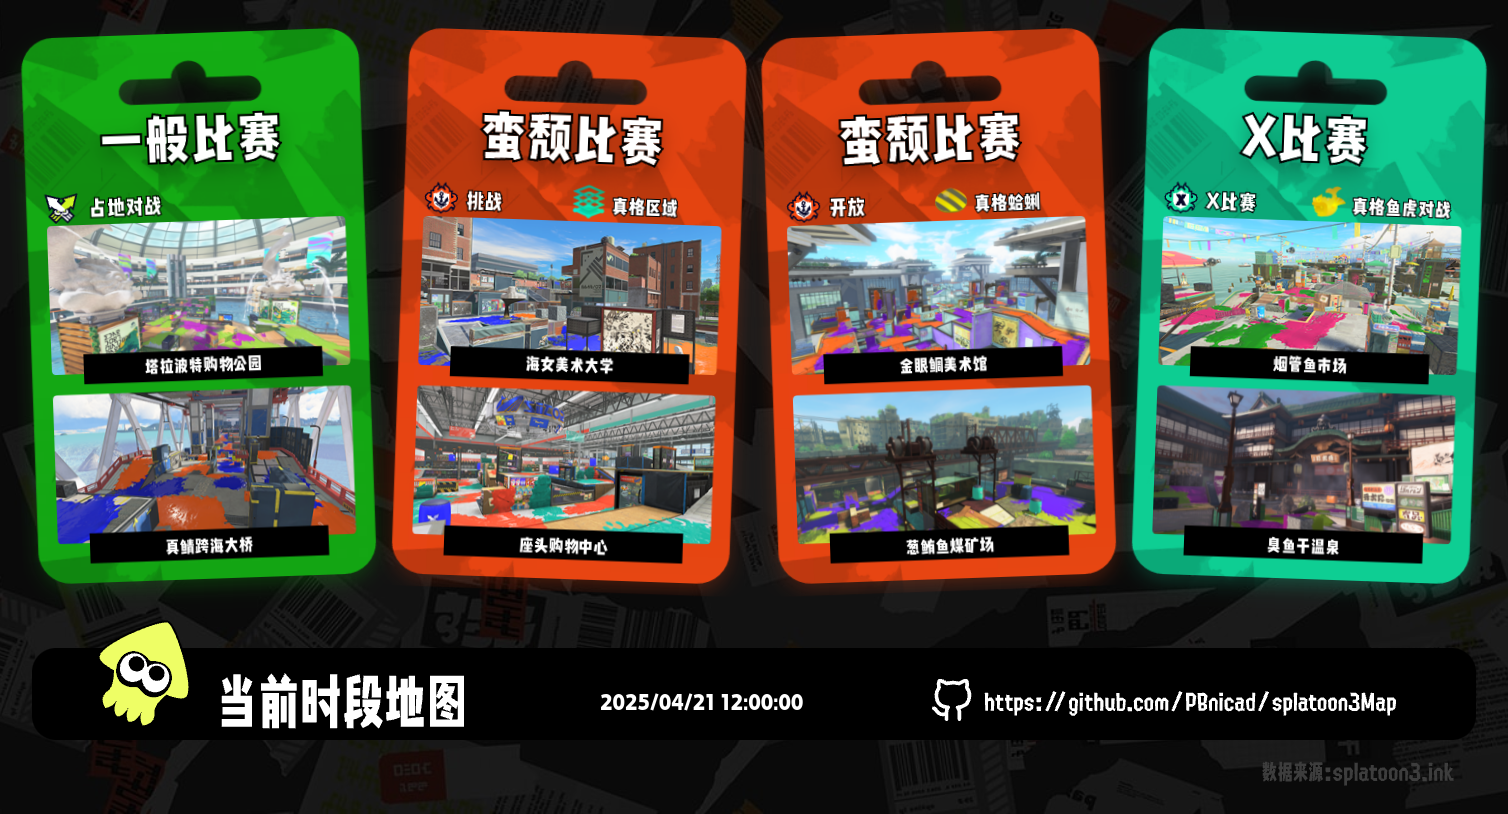 一般比赛
占地对战
塔拉波特购物公园
真鲭跨海大桥
蛮颓比赛
挑战
真格区域
海女美术大学
座头购物中心
蛮颓比赛
开放
真格蛤蜊
金眼鲷美术馆
葱鲔鱼煤矿场
X比赛
X比赛
真格鱼虎对战
烟管鱼市场
臭鱼干温泉
当前时段地图
2025/04/21 12:00:00
https://github.com/PBnicad/splatoon3Map
数据来源:splatoon3.ink